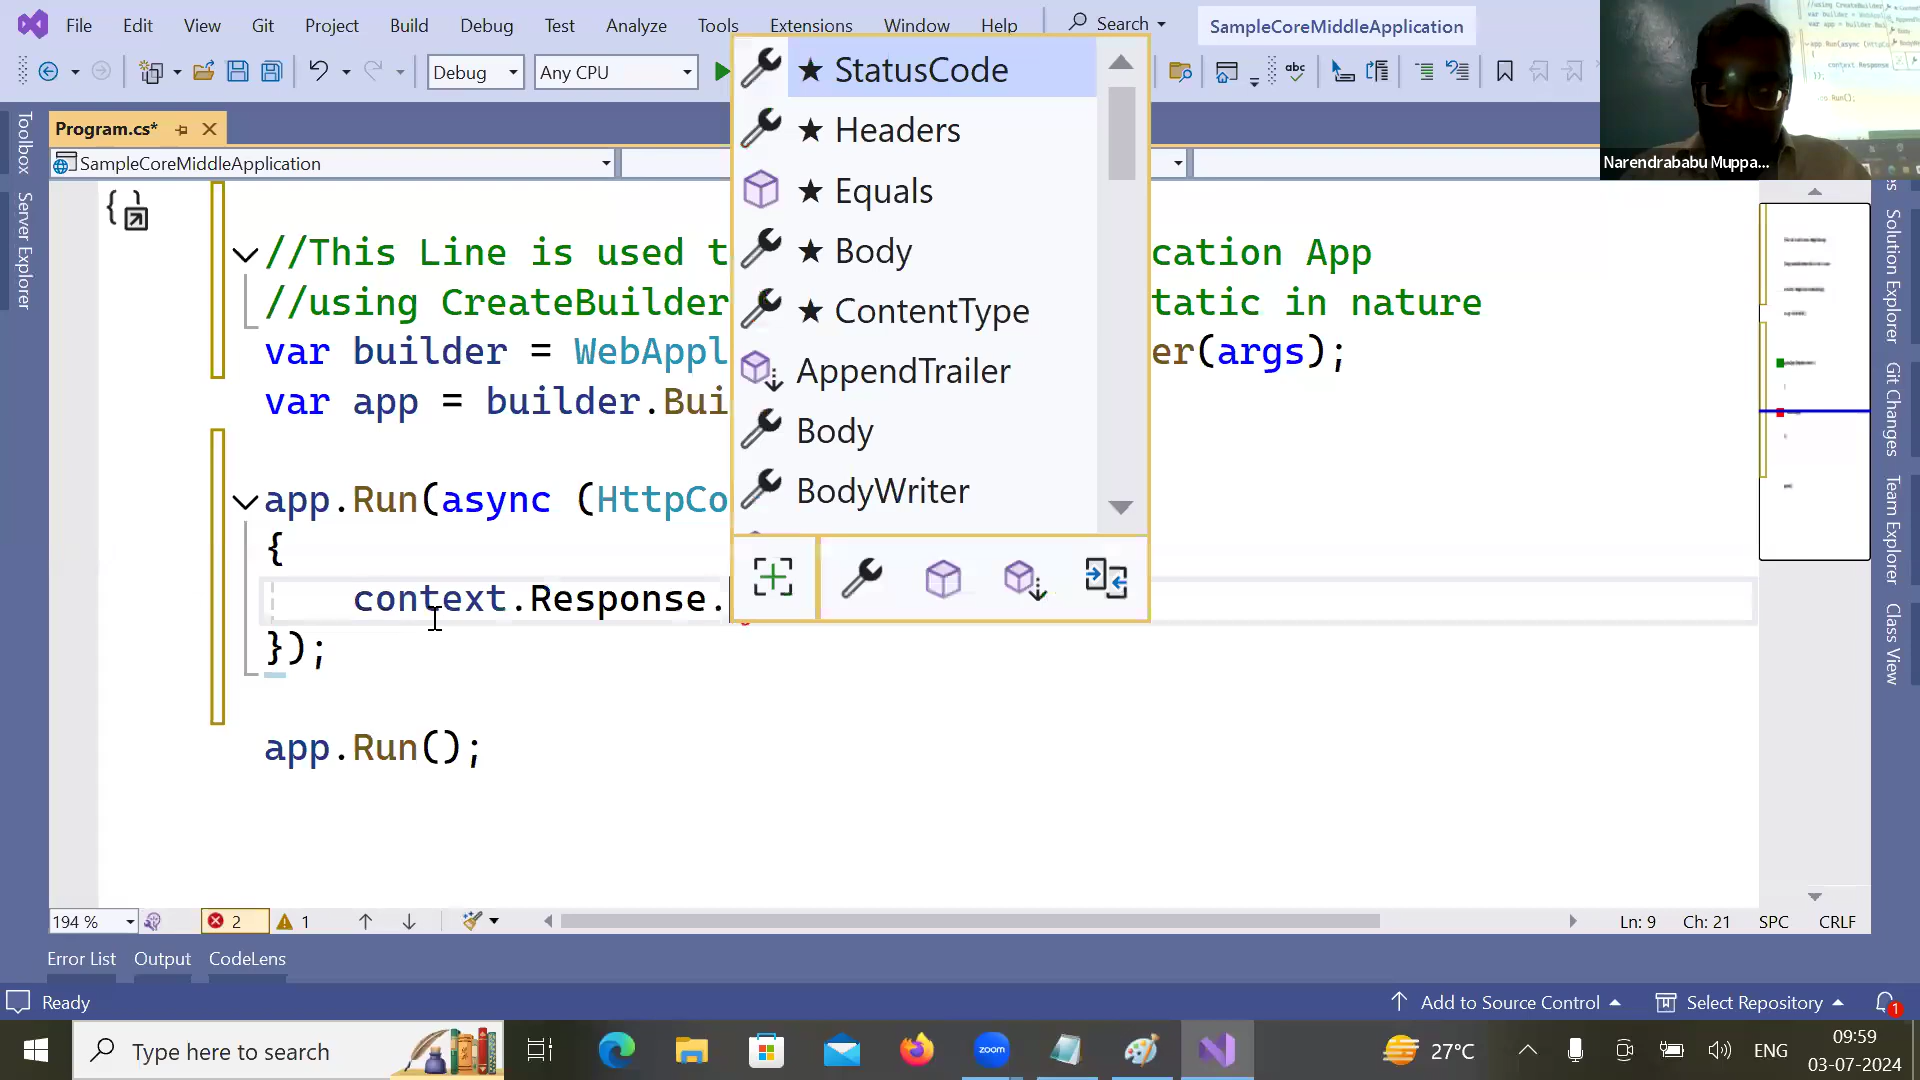 File Edit View Git Project Build Debug Test Analyze Tools Extensions Window Help Search SampleCoreMiddleApplication
Debug Any CPU
Program.cs*
SampleCoreMiddleApplication
Toolbox
Server Explorer
//This Line is used t cation App
//using CreateBuilder tatic in nature
var builder = WebAppl er(args);
var app = builder.Bui
app.Run(async (HttpCo
{
context.Response.
});
app.Run();
★ StatusCode
★ Headers
★ Equals
★ Body
★ ContentType
AppendTrailer
Body
BodyWriter
Narendrababu Muppa...
Solution Explorer
Git Changes
Team Explorer
Class View
194 % 2 1 Ln: 9 Ch: 21 SPC CRLF
Error List Output CodeLens
Ready Add to Source Control Select Repository 1
Type here to search zoom 27°C ENG 09:59
03-07-2024